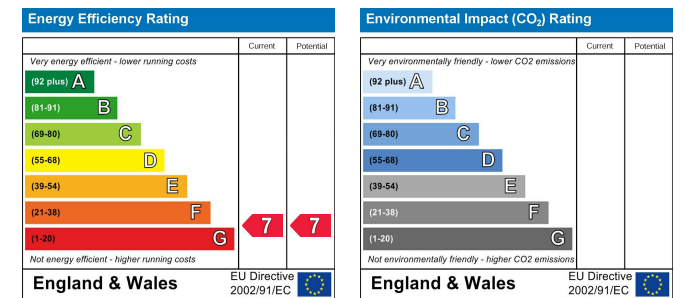 Energy Efficiency Rating
Current Potential
Very energy efficient - lower running costs
(92 plus) A
(81-91) B
(69-80) C
(55-68) D
(39-54) E
(21-38) F
(1-20) G
7 7
Not energy efficient - higher running costs
England & Wales
EU Directive
2002/91/EC
Environmental Impact (CO₂) Rating
Current Potential
Very environmentally friendly - lower CO2 emissions
(92 plus) A
(81-91) B
(69-80) C
(55-68) D
(39-54) E
(21-38) F
(1-20) G
Not environmentally friendly - higher CO2 emissions
England & Wales
EU Directive
2002/91/EC